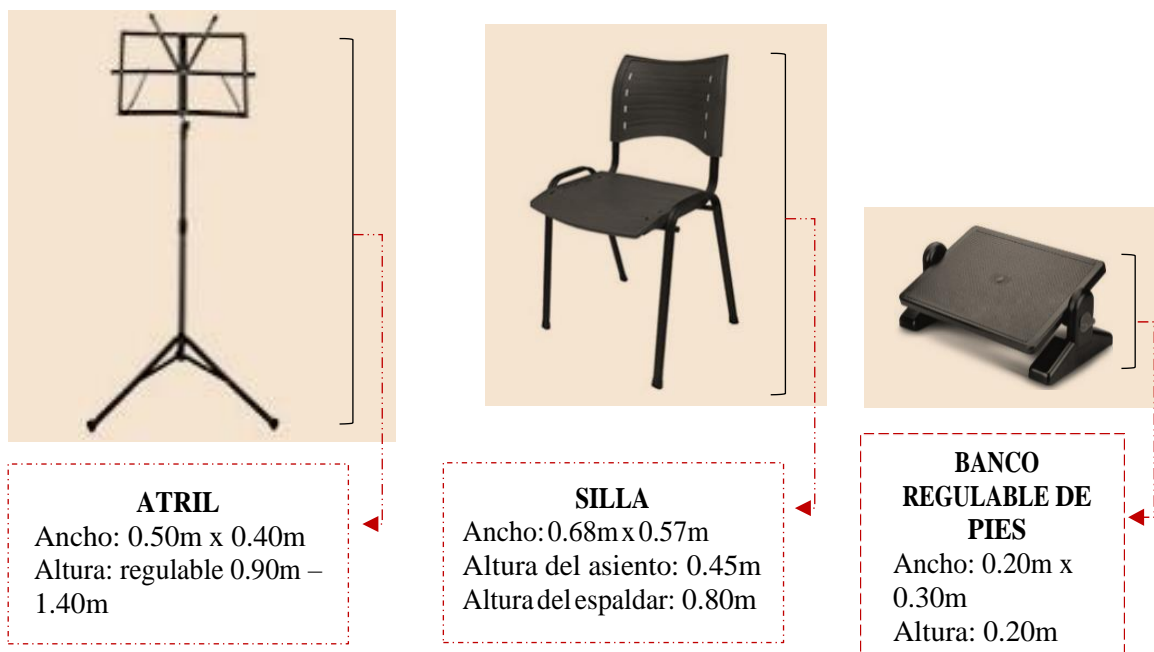 ATRIL
Ancho: 0.50m x 0.40m
Altura: regulable 0.90m –
1.40m
SILLA
Ancho: 0.68m x 0.57m
Altura del asiento: 0.45m
Altura del espaldar: 0.80m
BANCO
REGULABLE DE
PIES
Ancho: 0.20m x
0.30m
Altura: 0.20m